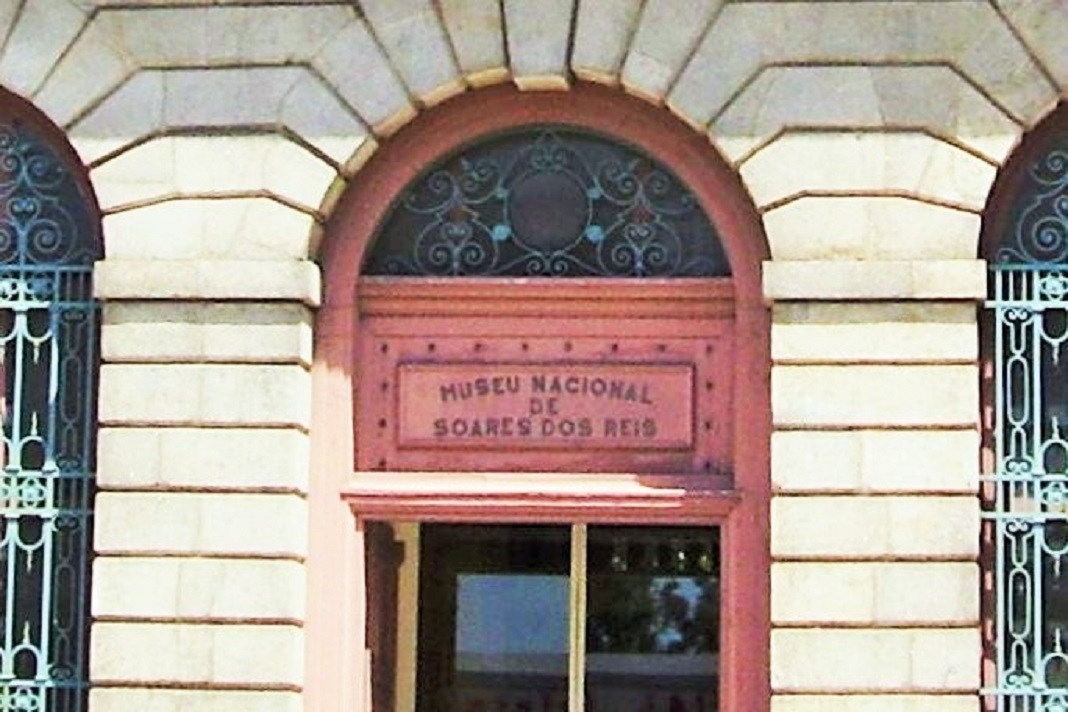 MUSEU NACIONAL
DE
SOARES DOS REIS